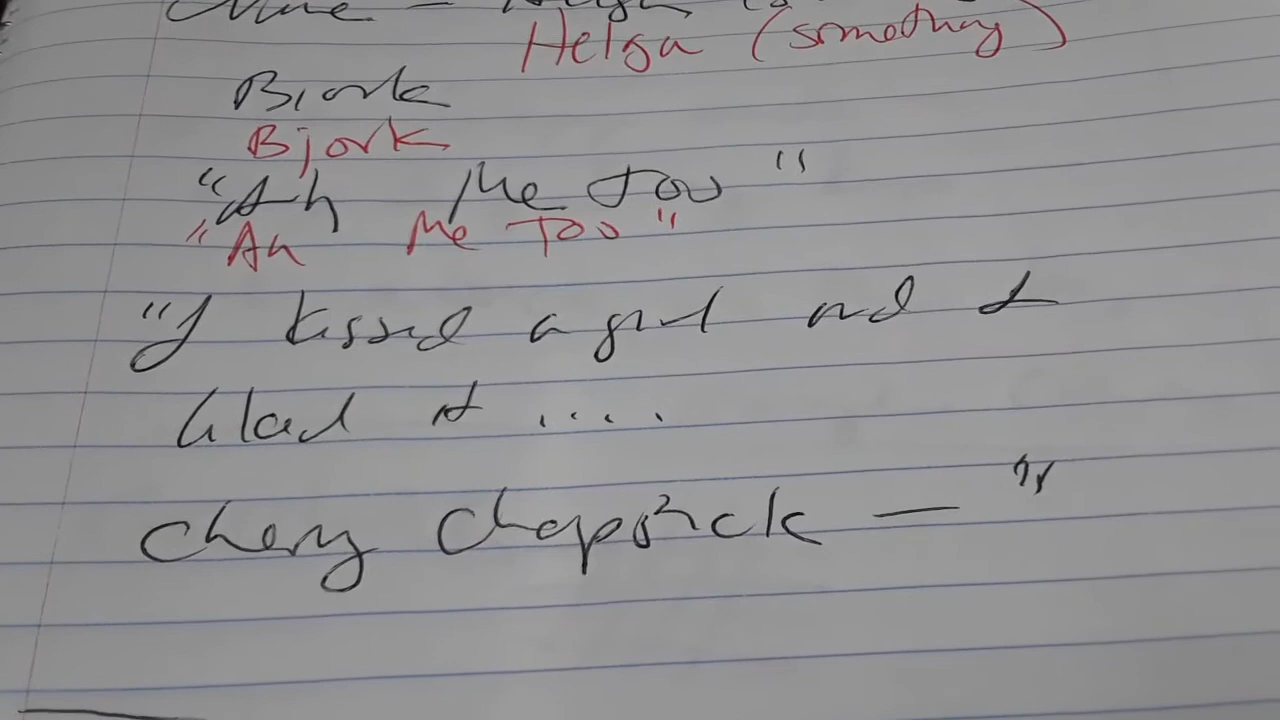 Helga (something)
Bjork
Bjork
"Ah Me Too"
"Ah Me Too"
"I kissed a girl and I
liked it ....
cherry chapstick — "